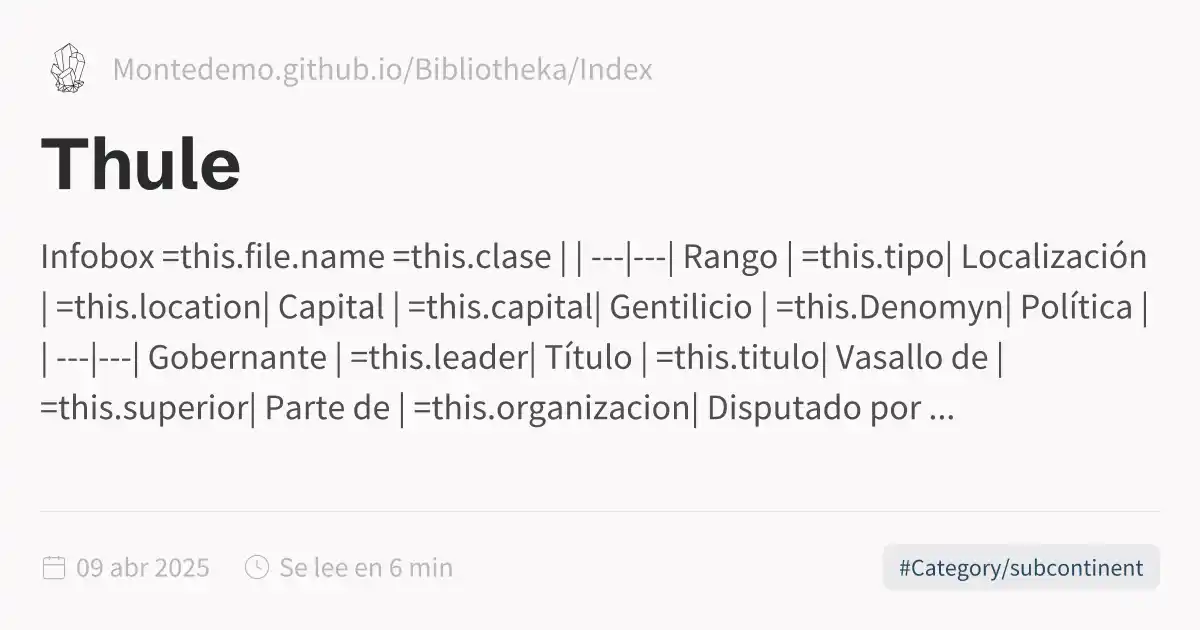 Montedemo.github.io/Bibliotheka/Index
Thule
Infobox =this.file.name =this.clase | | ---|---| Rango | =this.tipo| Localización
| =this.location| Capital | =this.capital| Gentilicio | =this.Denomyn| Política |
| ---|---| Gobernante | =this.leader| Título | =this.titulo| Vasallo de |
=this.superior| Parte de | =this.organizacion| Disputado por ...
09 abr 2025 Se lee en 6 min #Category/subcontinent